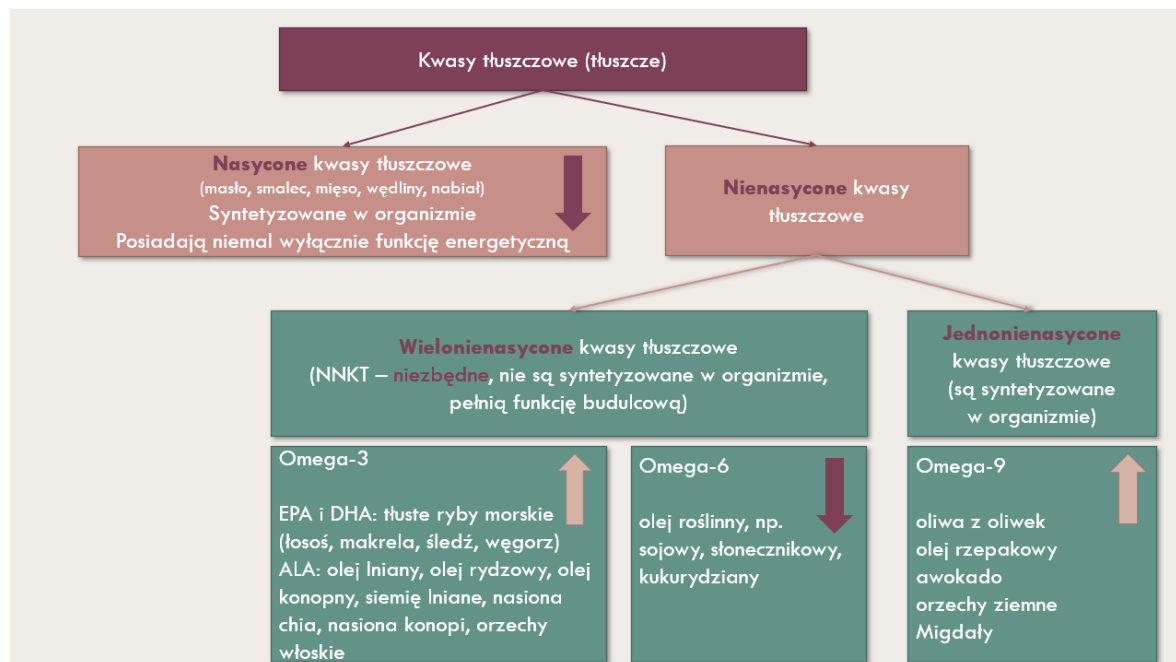 Kwasy tłuszczowe (tłuszcze)
Nasycone kwasy tłuszczowe
(masło, smalec, mięso, wędliny, nabiał)
Syntetyzowane w organizmie
Posiadają niemal wyłącznie funkcję energetyczną
Nienasycone kwasy
tłuszczowe
Wielonienasycone kwasy tłuszczowe
(NNKT – niezbędne, nie są syntetyzowane w organizmie,
pełnią funkcję budulcową)
Jednonienasycone
kwasy tłuszczowe
(są syntetyzowane
w organizmie)
Omega-3
EPA i DHA: tłuste ryby morskie
(łosoś, makrela, śledź, węgorz)
ALA: olej lniany, olej rydzowy, olej
konopny, siemię lniane, nasiona
chia, nasiona konopi, orzechy
włoskie
Omega-6
olej roślinny, np.
sojowy, słonecznikowy,
kukurydziany
Omega-9
oliwa z oliwek
olej rzepakowy
awokado
orzechy ziemne
Migdały